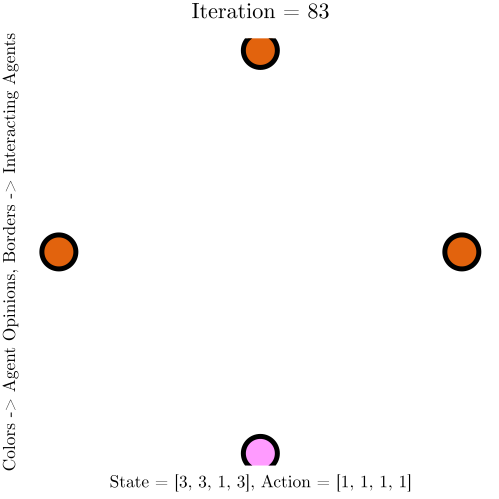 Iteration = 83
Colors -> Agent Opinions, Borders -> Interacting Agents
State = [3, 3, 1, 3], Action = [1, 1, 1, 1]